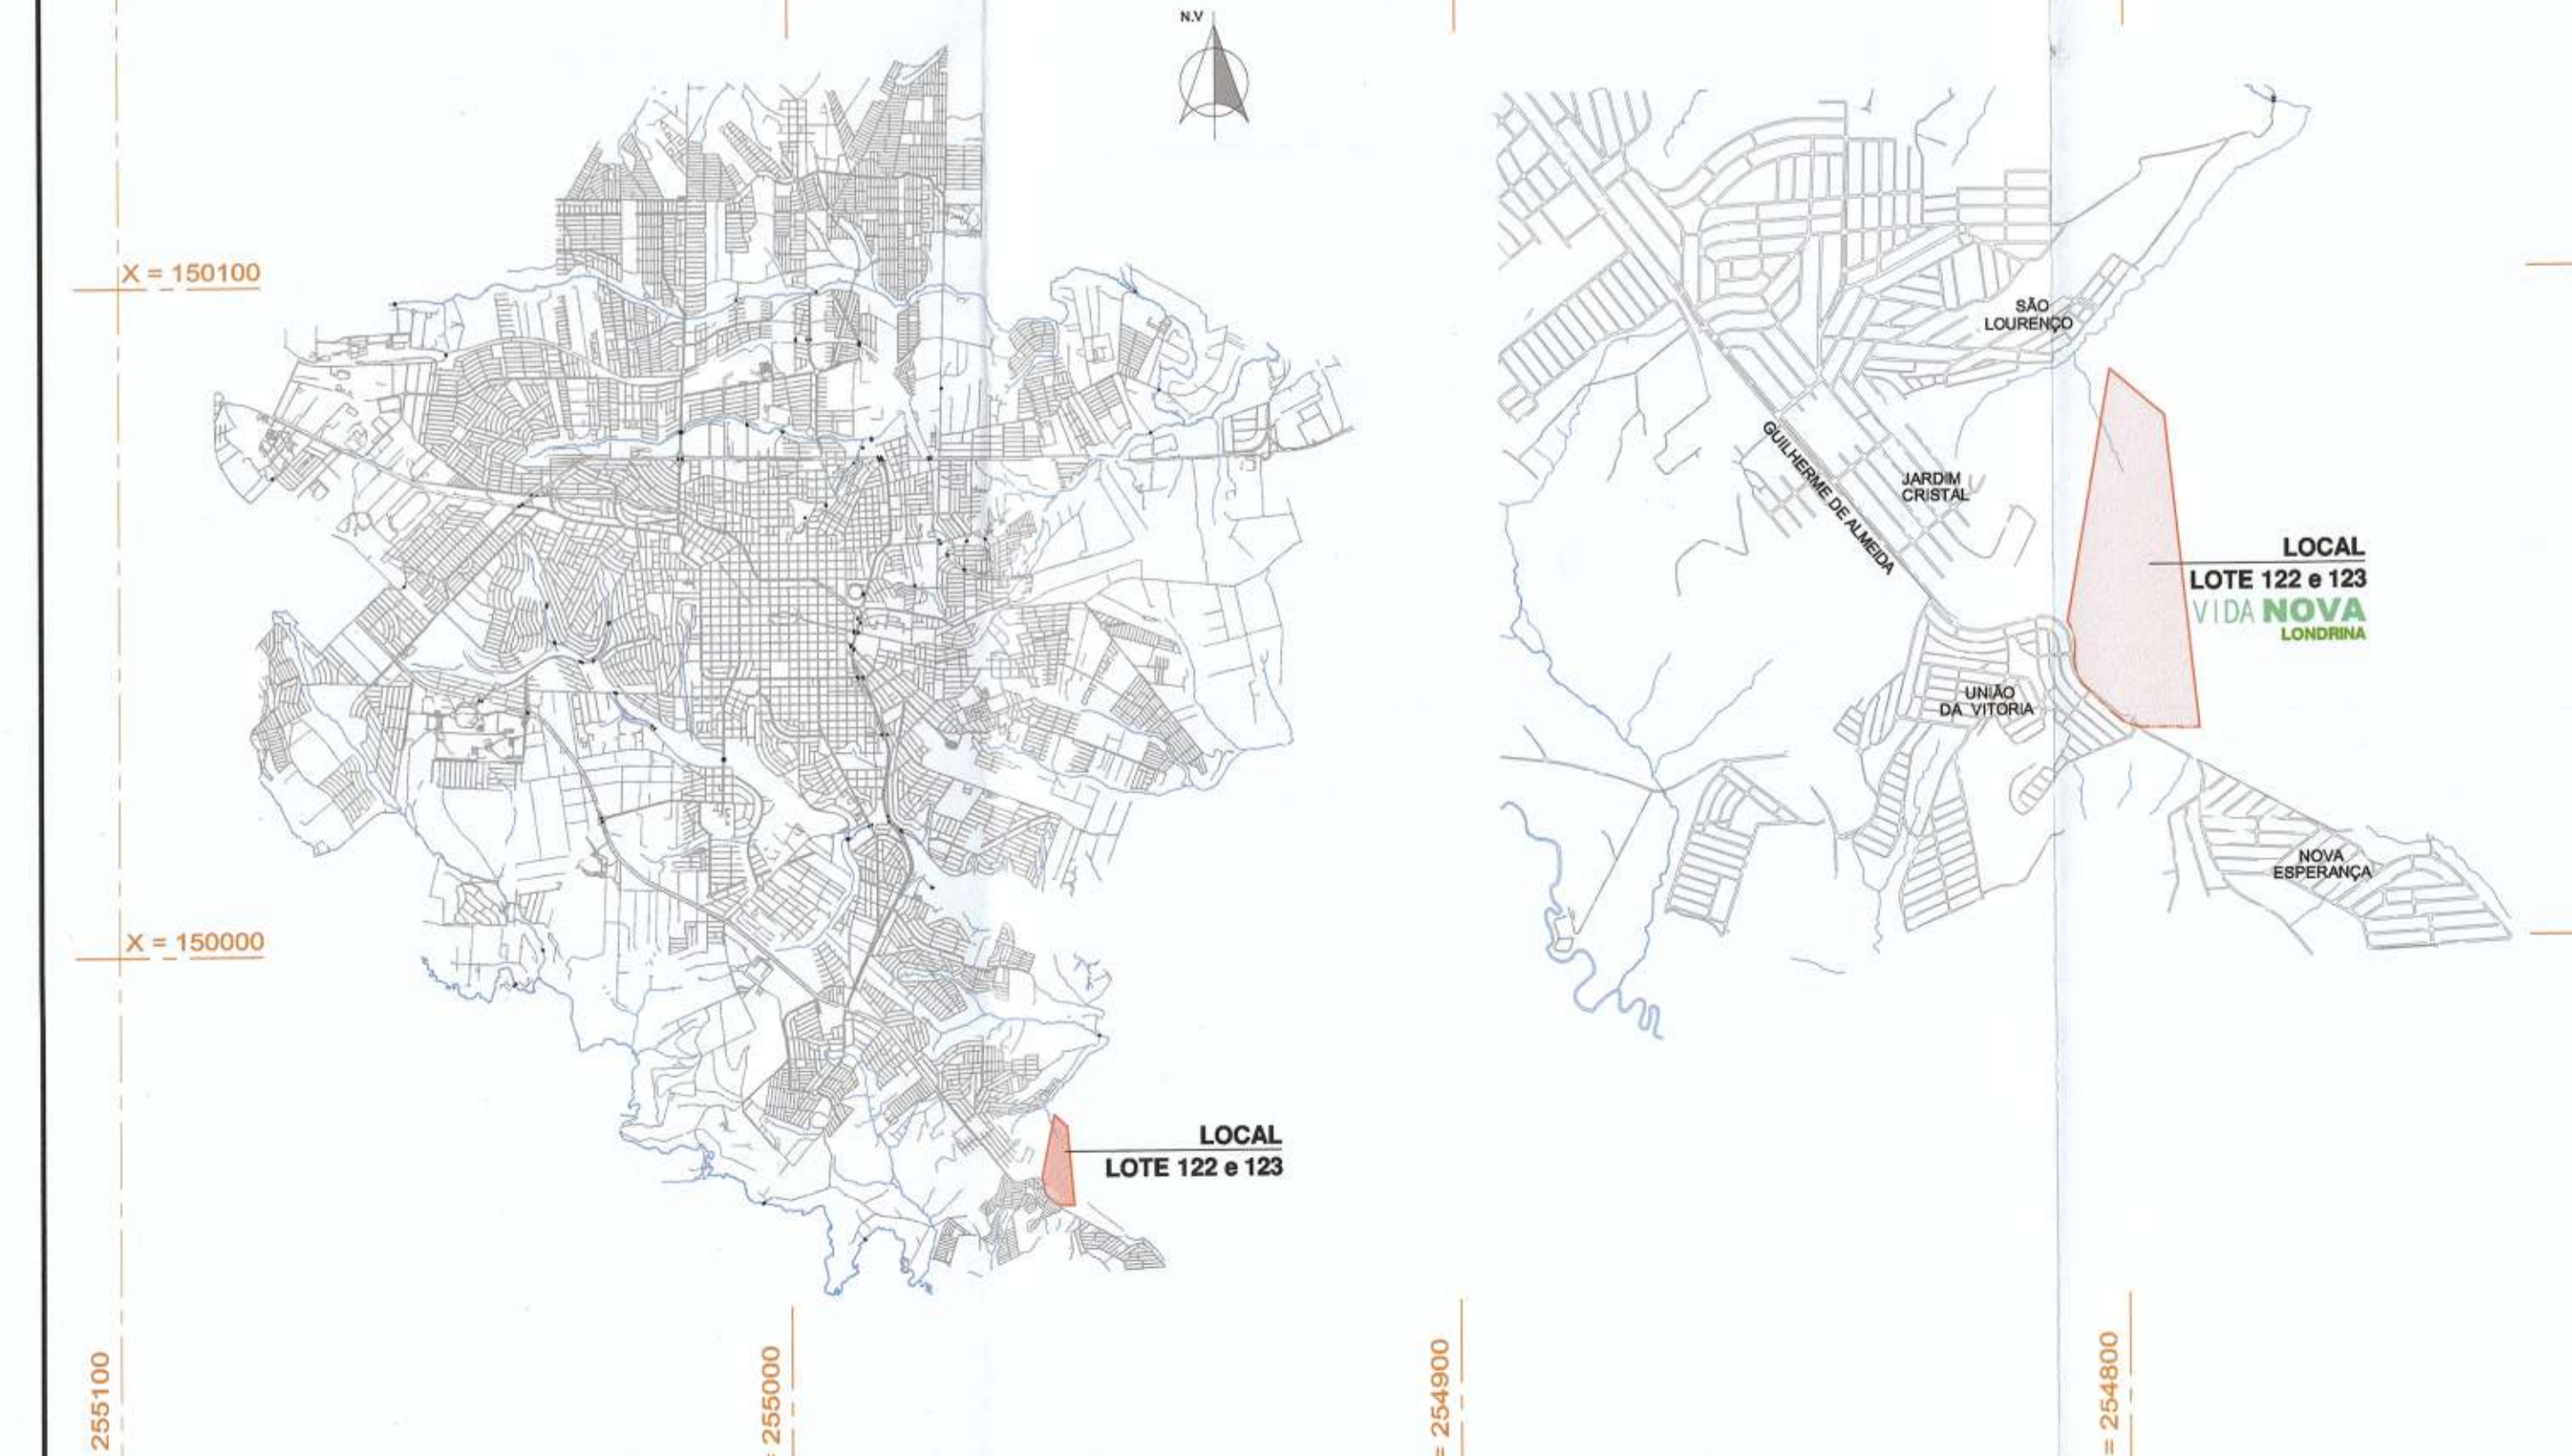 N.V
X = 150100
X = 150000
LOCAL
LOTE 122 e 123
SÃO
LOURENÇO
GUILHERME DE ALMEIDA
JARDIM
CRISTAL
LOCAL
LOTE 122 e 123
VIDA NOVA
LONDRINA
UNIÃO
DA VITÓRIA
NOVA
ESPERANÇA
255100
= 255000
= 254900
= 254800